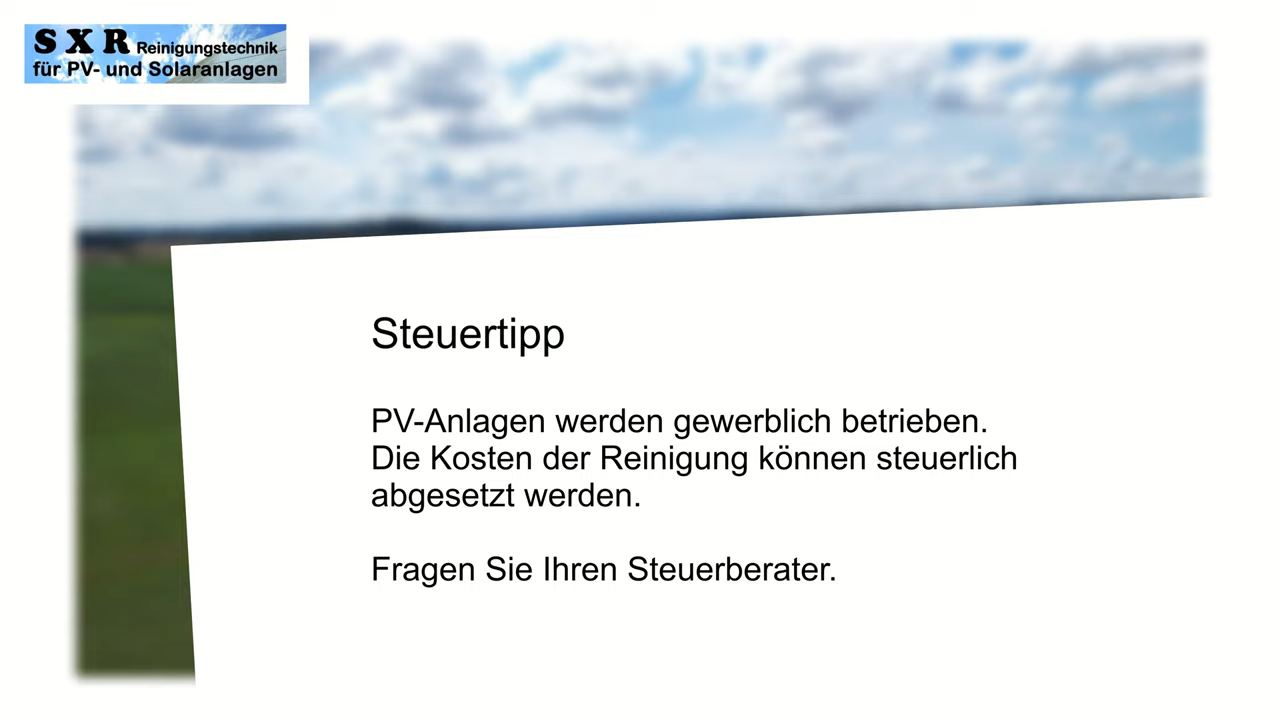 S X R Reinigungstechnik
für PV- und Solaranlagen
Steuertipp
PV-Anlagen werden gewerblich betrieben.
Die Kosten der Reinigung können steuerlich
abgesetzt werden.
Fragen Sie Ihren Steuerberater.